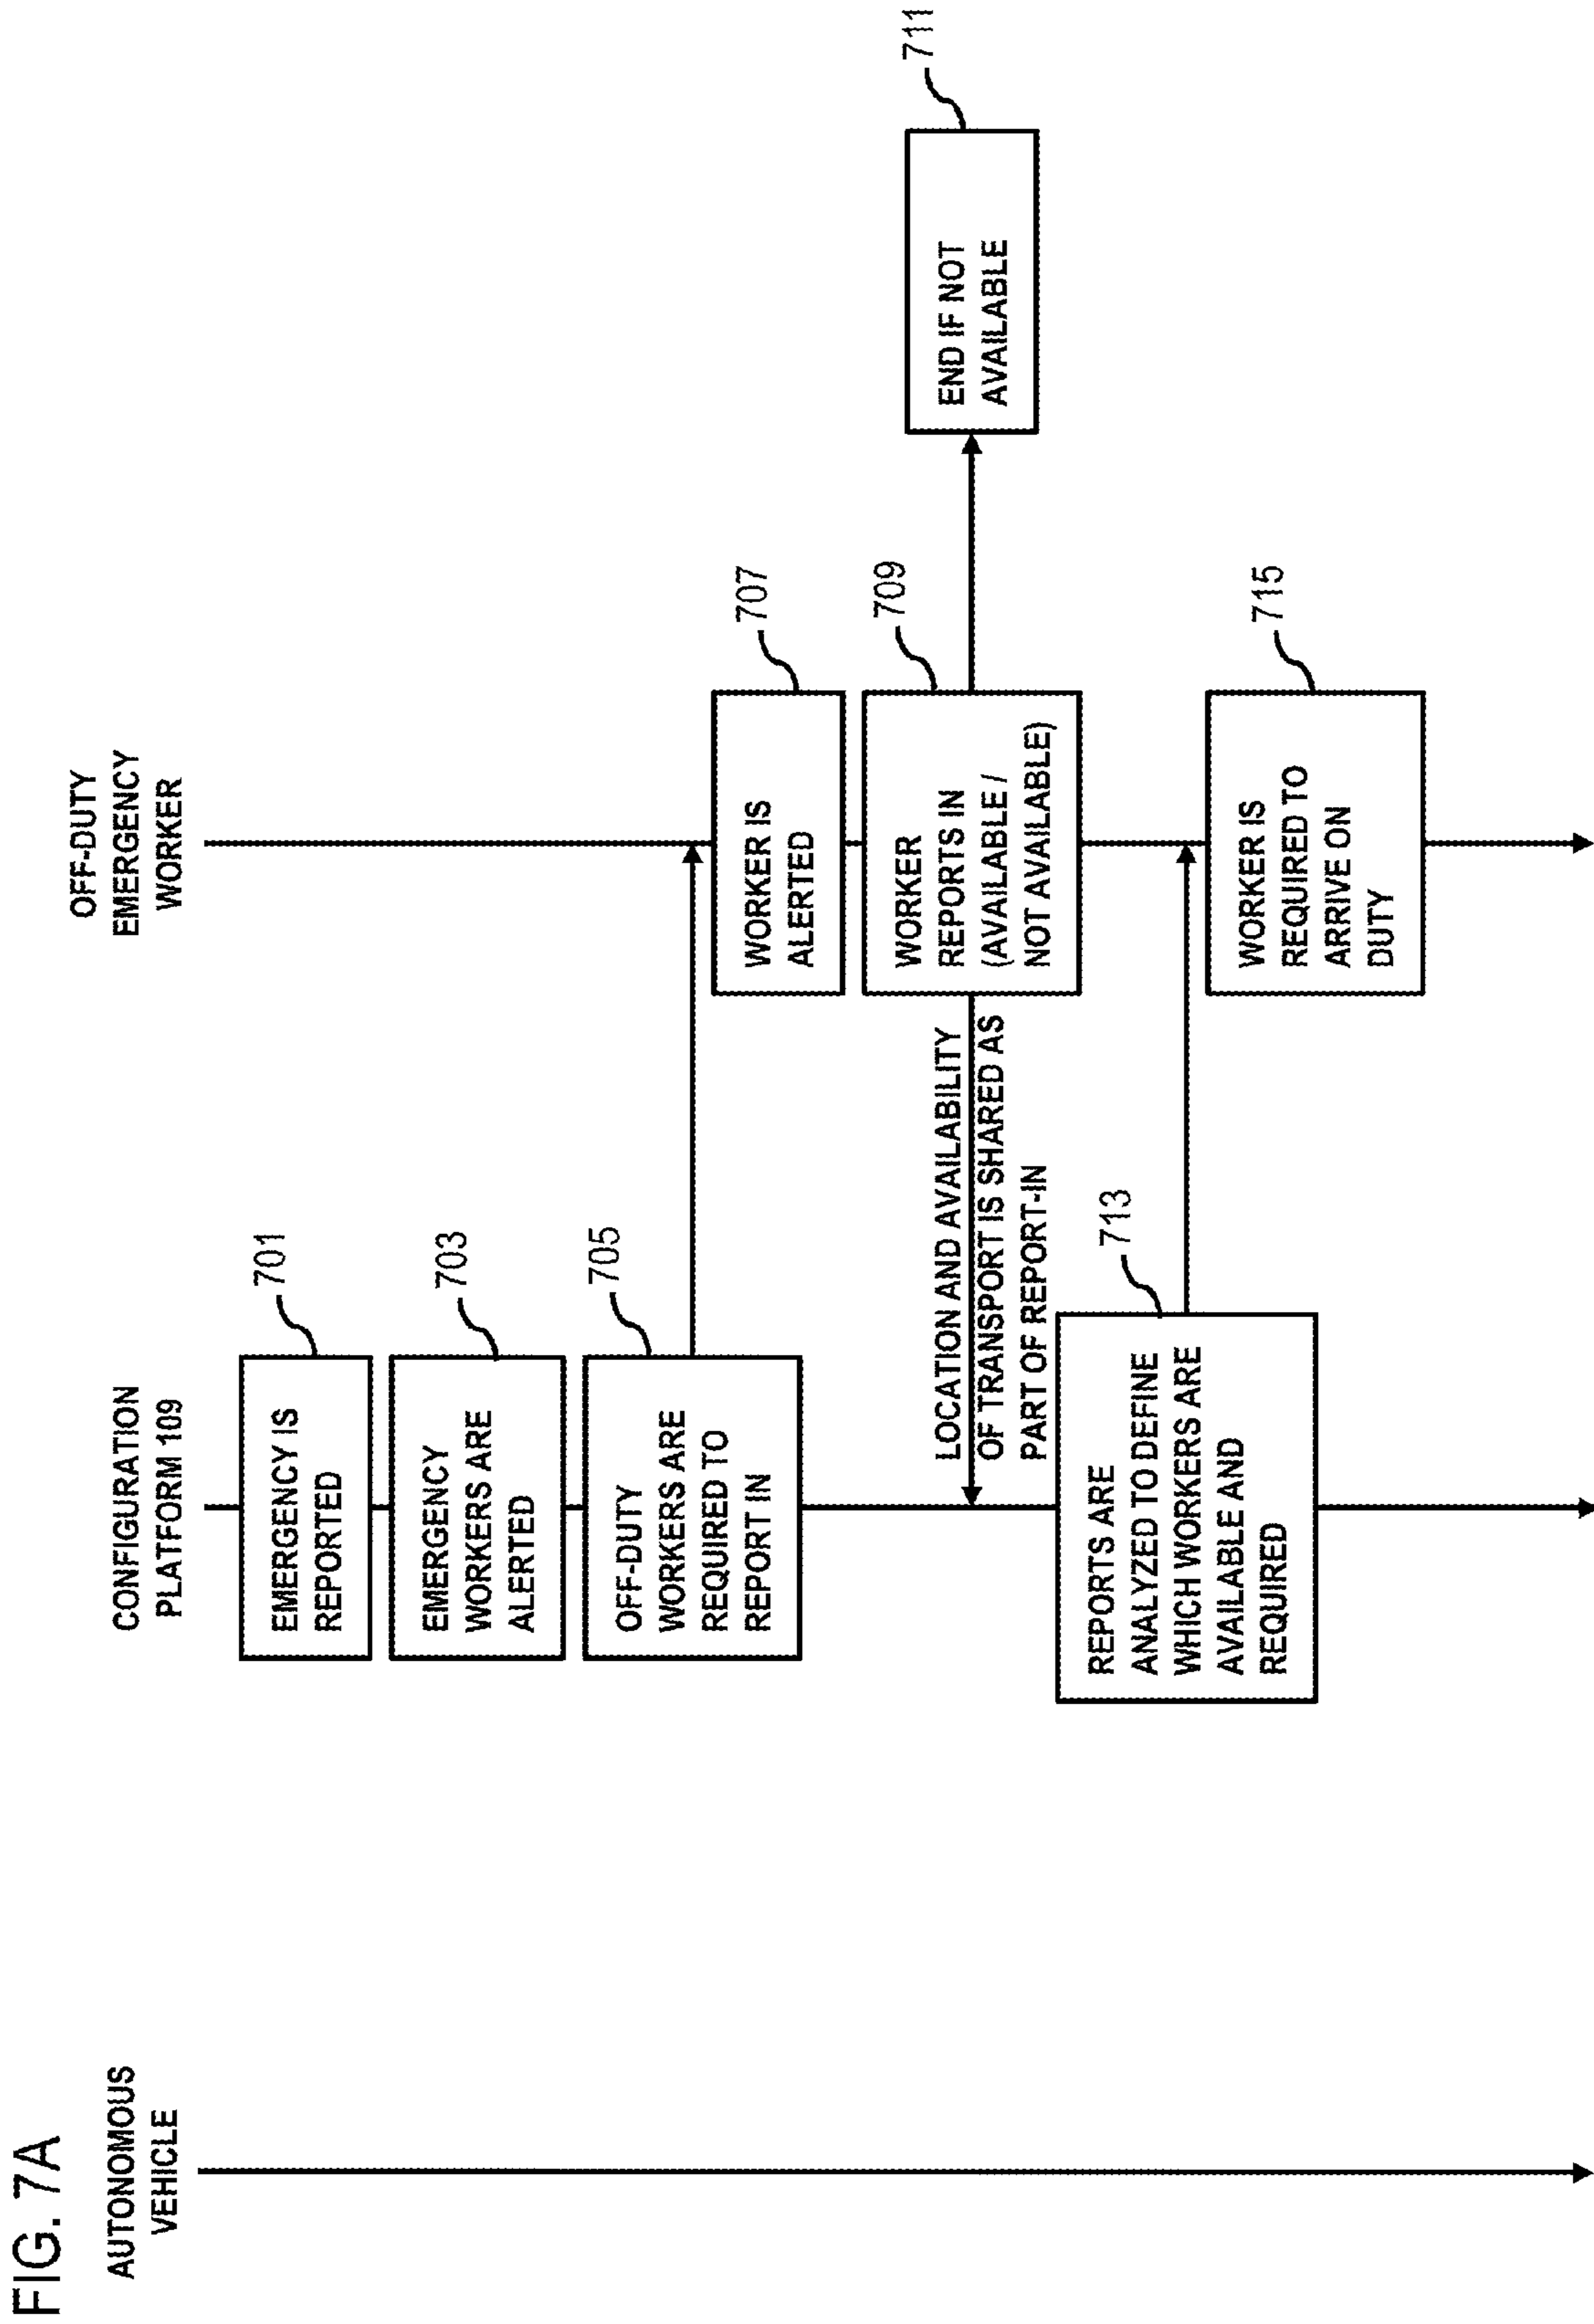 FIG. 7A
AUTONOMOUS
VEHICLE
CONFIGURATION
PLATFORM 109
OFF-DUTY
EMERGENCY
WORKER
701
EMERGENCY IS
REPORTED
703
EMERGENCY
WORKERS ARE
ALERTED
705
OFF-DUTY
WORKERS ARE
REQUIRED TO
REPORT IN
707
WORKER IS
ALERTED
709
WORKER
REPORTS IN
(AVAILABLE /
NOT AVAILABLE)
711
END IF NOT
AVAILABLE
LOCATION AND AVAILABILITY
OF TRANSPORT IS SHARED AS
PART OF REPORT-IN
713
REPORTS ARE
ANALYZED TO DEFINE
WHICH WORKERS ARE
AVAILABLE AND
REQUIRED
715
WORKER IS
REQUIRED TO
ARRIVE ON
DUTY